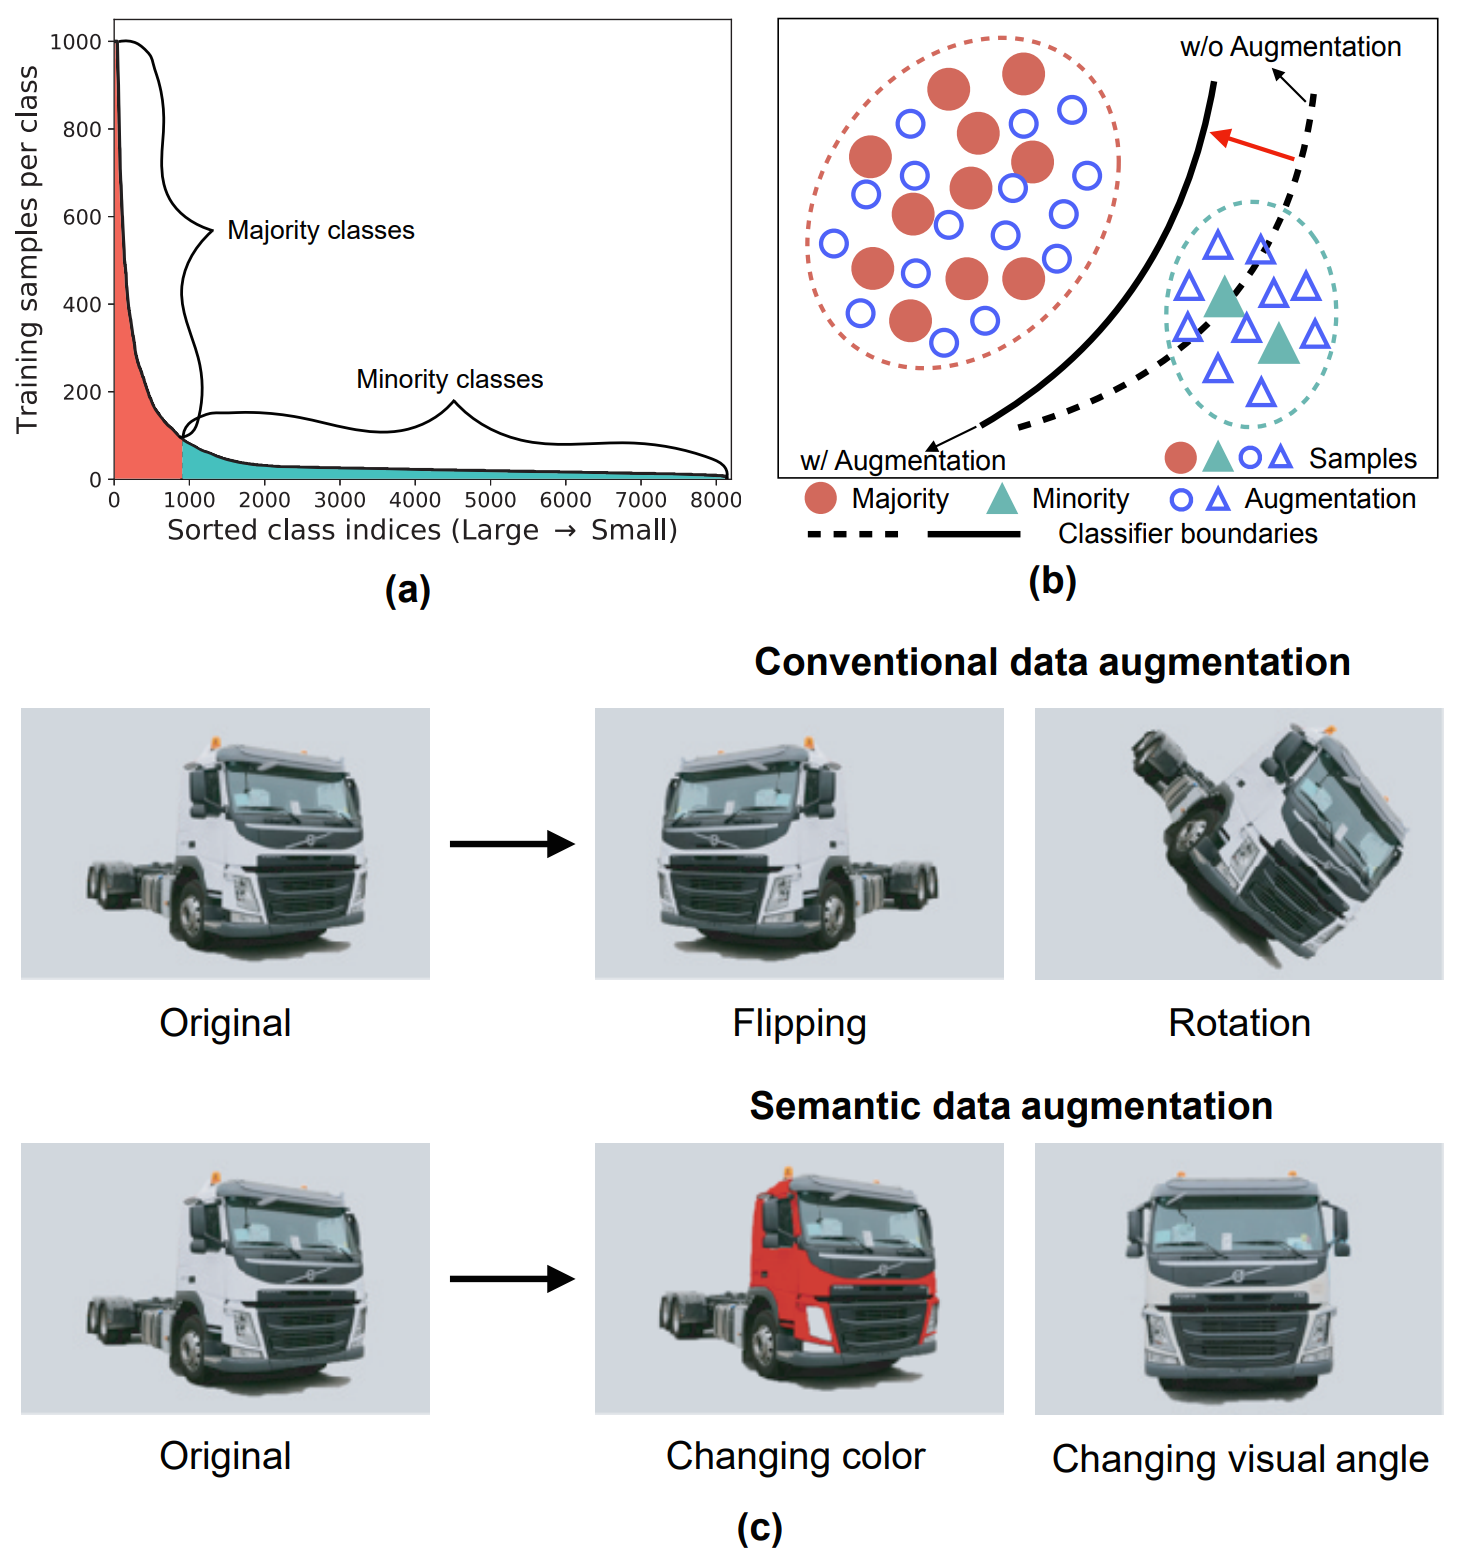 Training samples per class
1000
800
600
400
200
0
Majority classes
Minority classes
0 1000 2000 3000 4000 5000 6000 7000 8000
Sorted class indices (Large → Small)
(a)
w/o Augmentation
w/ Augmentation
Samples
Majority Minority Augmentation
Classifier boundaries
(b)
Conventional data augmentation
Original Flipping Rotation
Semantic data augmentation
Original Changing color Changing visual angle
(c)